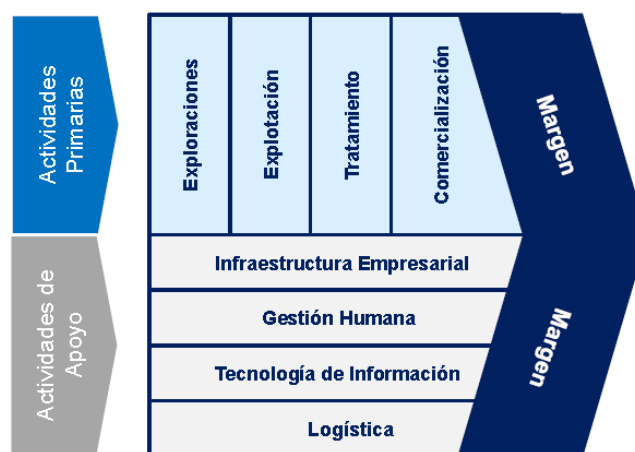 Actividades
Primarias
Exploraciones
Explotación
Tratamiento
Comercialización
Margen
Actividades de
Apoyo
Infraestructura Empresarial
Gestión Humana
Tecnología de Información
Logística
Margen